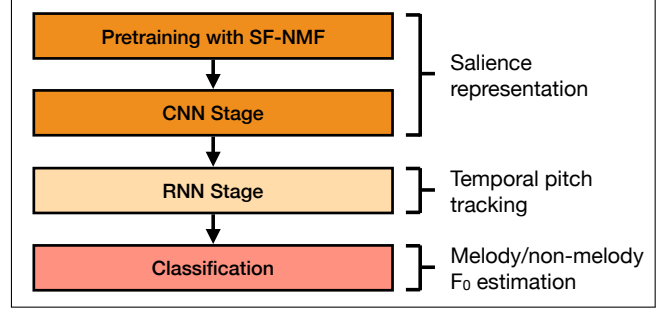 Pretraining with SF-NMF
CNN Stage
Salience
representation
RNN Stage
Temporal pitch
tracking
Classification
Melody/non-melody
F₀ estimation